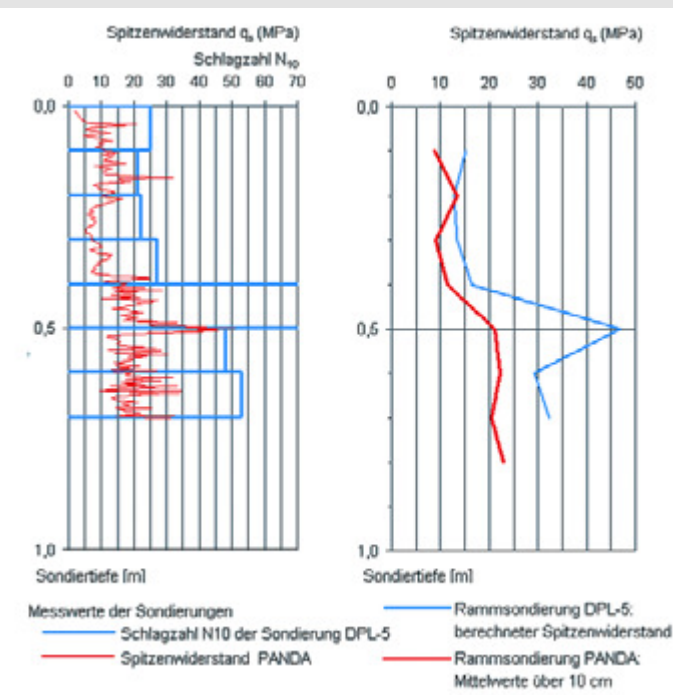 Spitzenwiderstand qs (MPa)
Schlagzahl N10
0 10 20 30 40 50 60 70
0,0
0,5
1,0
Sondiertiefe [m]
Spitzenwiderstand qs (MPa)
0 10 20 30 40 50
0,0
0,5
1,0
Sondiertiefe [m]
Messwerte der Sondierungen
Schlagzahl N10 der Sondierung DPL-5
Spitzenwiderstand PANDA
Rammsondierung DPL-5:
berechneter Spitzenwiderstand
Rammsondierung PANDA:
Mittelwerte über 10 cm